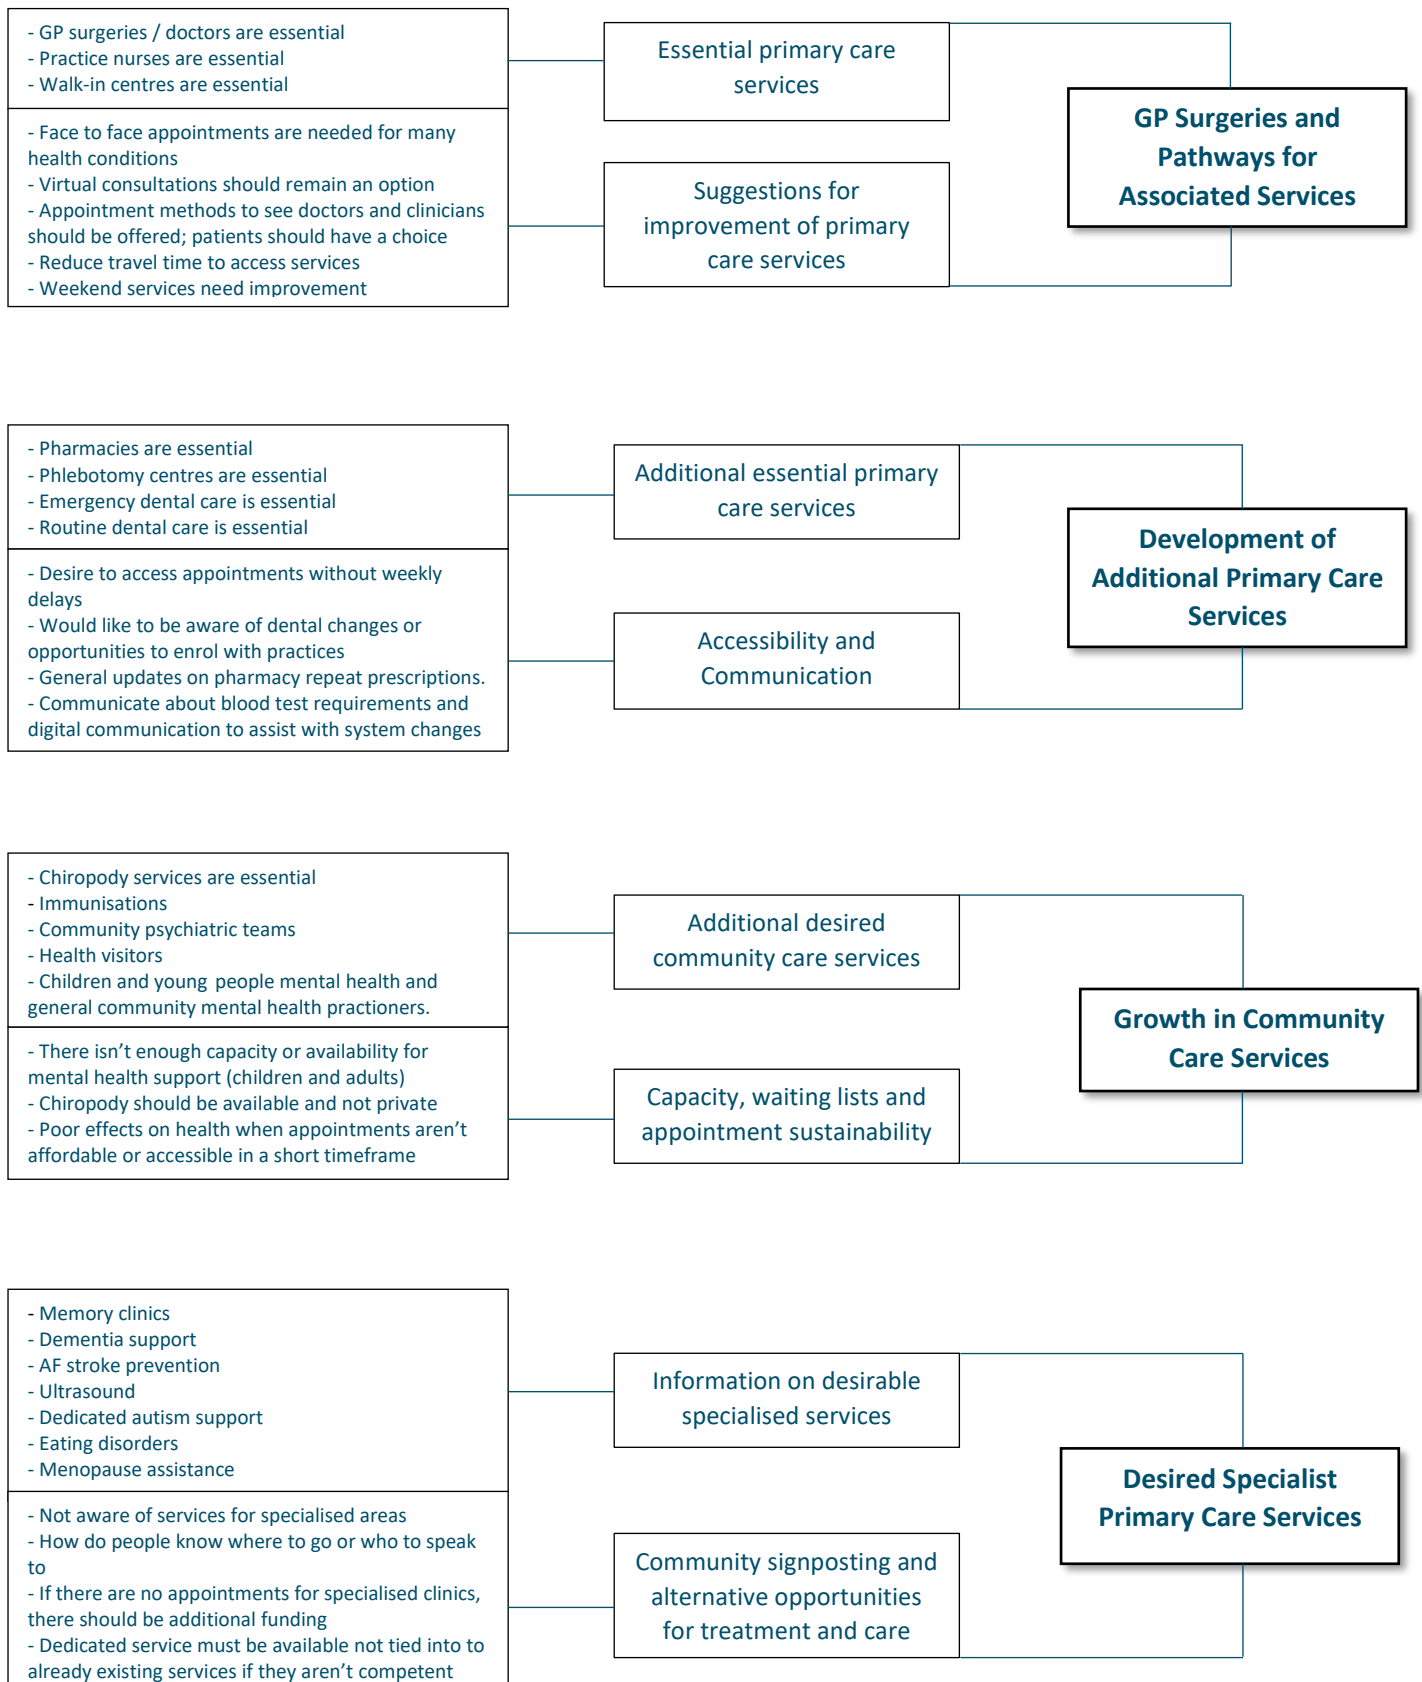 - GP surgeries / doctors are essential
- Practice nurses are essential
- Walk-in centres are essential
- Face to face appointments are needed for many
health conditions
- Virtual consultations should remain an option
- Appointment methods to see doctors and clinicians
should be offered; patients should have a choice
- Reduce travel time to access services
- Weekend services need improvement
Essential primary care
services
Suggestions for
improvement of primary
care services
GP Surgeries and
Pathways for
Associated Services
- Pharmacies are essential
- Phlebotomy centres are essential
- Emergency dental care is essential
- Routine dental care is essential
- Desire to access appointments without weekly
delays
- Would like to be aware of dental changes or
opportunities to enrol with practices
- General updates on pharmacy repeat prescriptions.
- Communicate about blood test requirements and
digital communication to assist with system changes
Additional essential primary
care services
Accessibility and
Communication
Development of
Additional Primary Care
Services
- Chiropody services are essential
- Immunisations
- Community psychiatric teams
- Health visitors
- Children and young people mental health and
general community mental health practioners.
- There isn't enough capacity or availability for
mental health support (children and adults)
- Chiropody should be available and not private
- Poor effects on health when appointments aren't
affordable or accessible in a short timeframe
Additional desired
community care services
Capacity, waiting lists and
appointment sustainability
Growth in Community
Care Services
- Memory clinics
- Dementia support
- AF stroke prevention
- Ultrasound
- Dedicated autism support
- Eating disorders
- Menopause assistance
- Not aware of services for specialised areas
- How do people know where to go or who to speak
to
- If there are no appointments for specialised clinics,
there should be additional funding
- Dedicated service must be available not tied into to
already existing services if they aren't competent
Information on desirable
specialised services
Community signposting and
alternative opportunities
for treatment and care
Desired Specialist
Primary Care Services